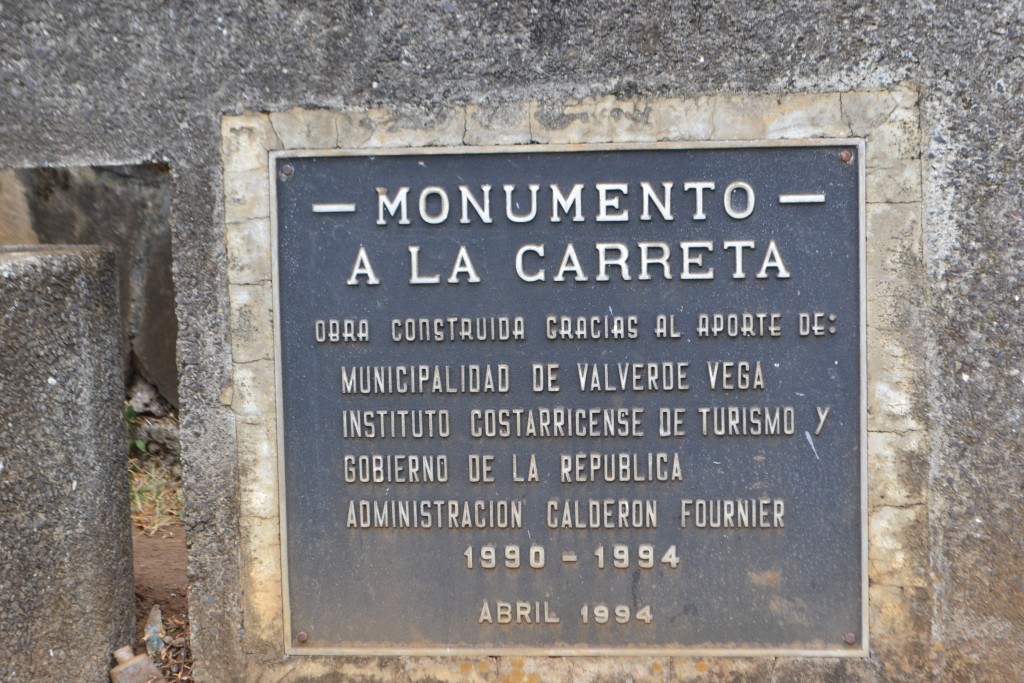 — MONUMENTO —
A LA CARRETA
OBRA CONSTRUIDA GRACIAS AL APORTE DE:
MUNICIPALIDAD DE VALVERDE VEGA
INSTITUTO COSTARRICENSE DE TURISMO Y
GOBIERNO DE LA REPUBLICA
ADMINISTRACION CALDERON FOURNIER
1990 - 1994
ABRIL 1994